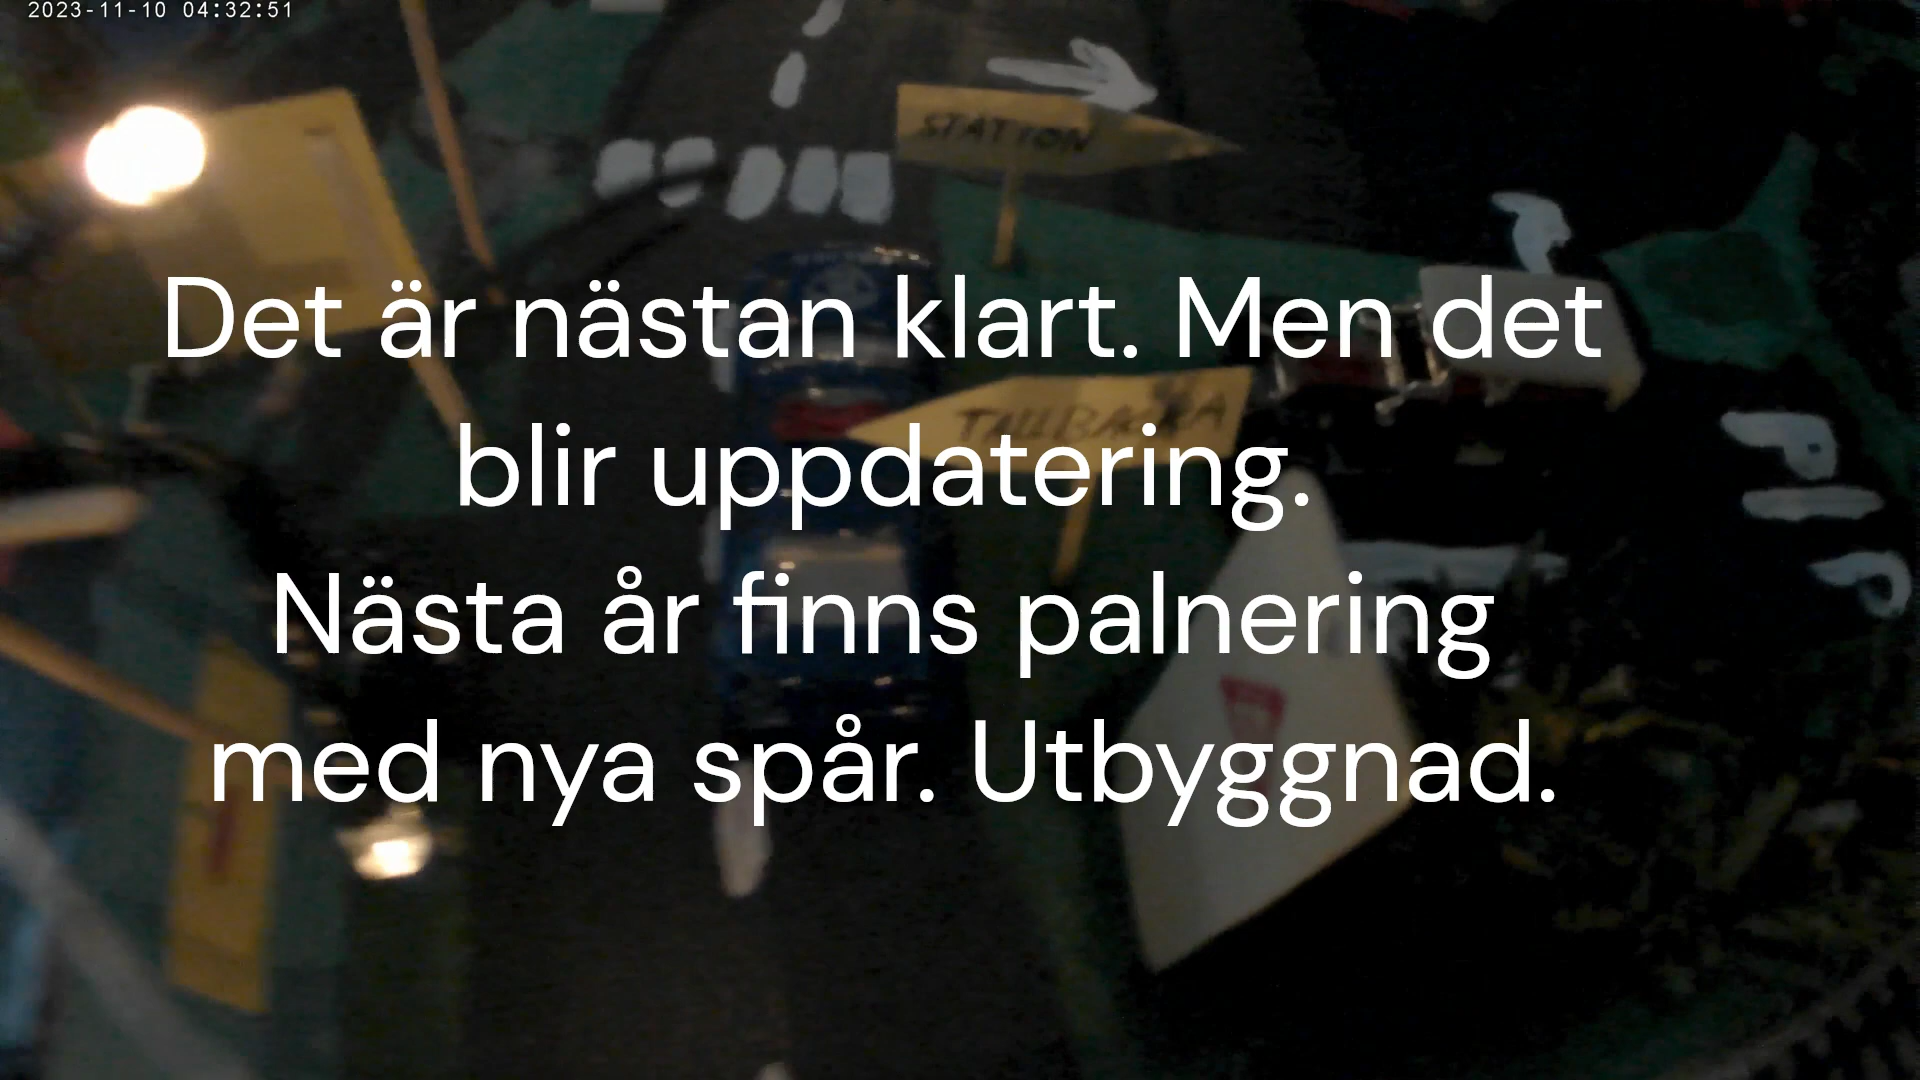 2023-11-10 04:32:51
STATION
Det är nästan klart. Men det
TALLBACKA
blir uppdatering.
Nästa år finns palnering
med nya spår. Utbyggnad.